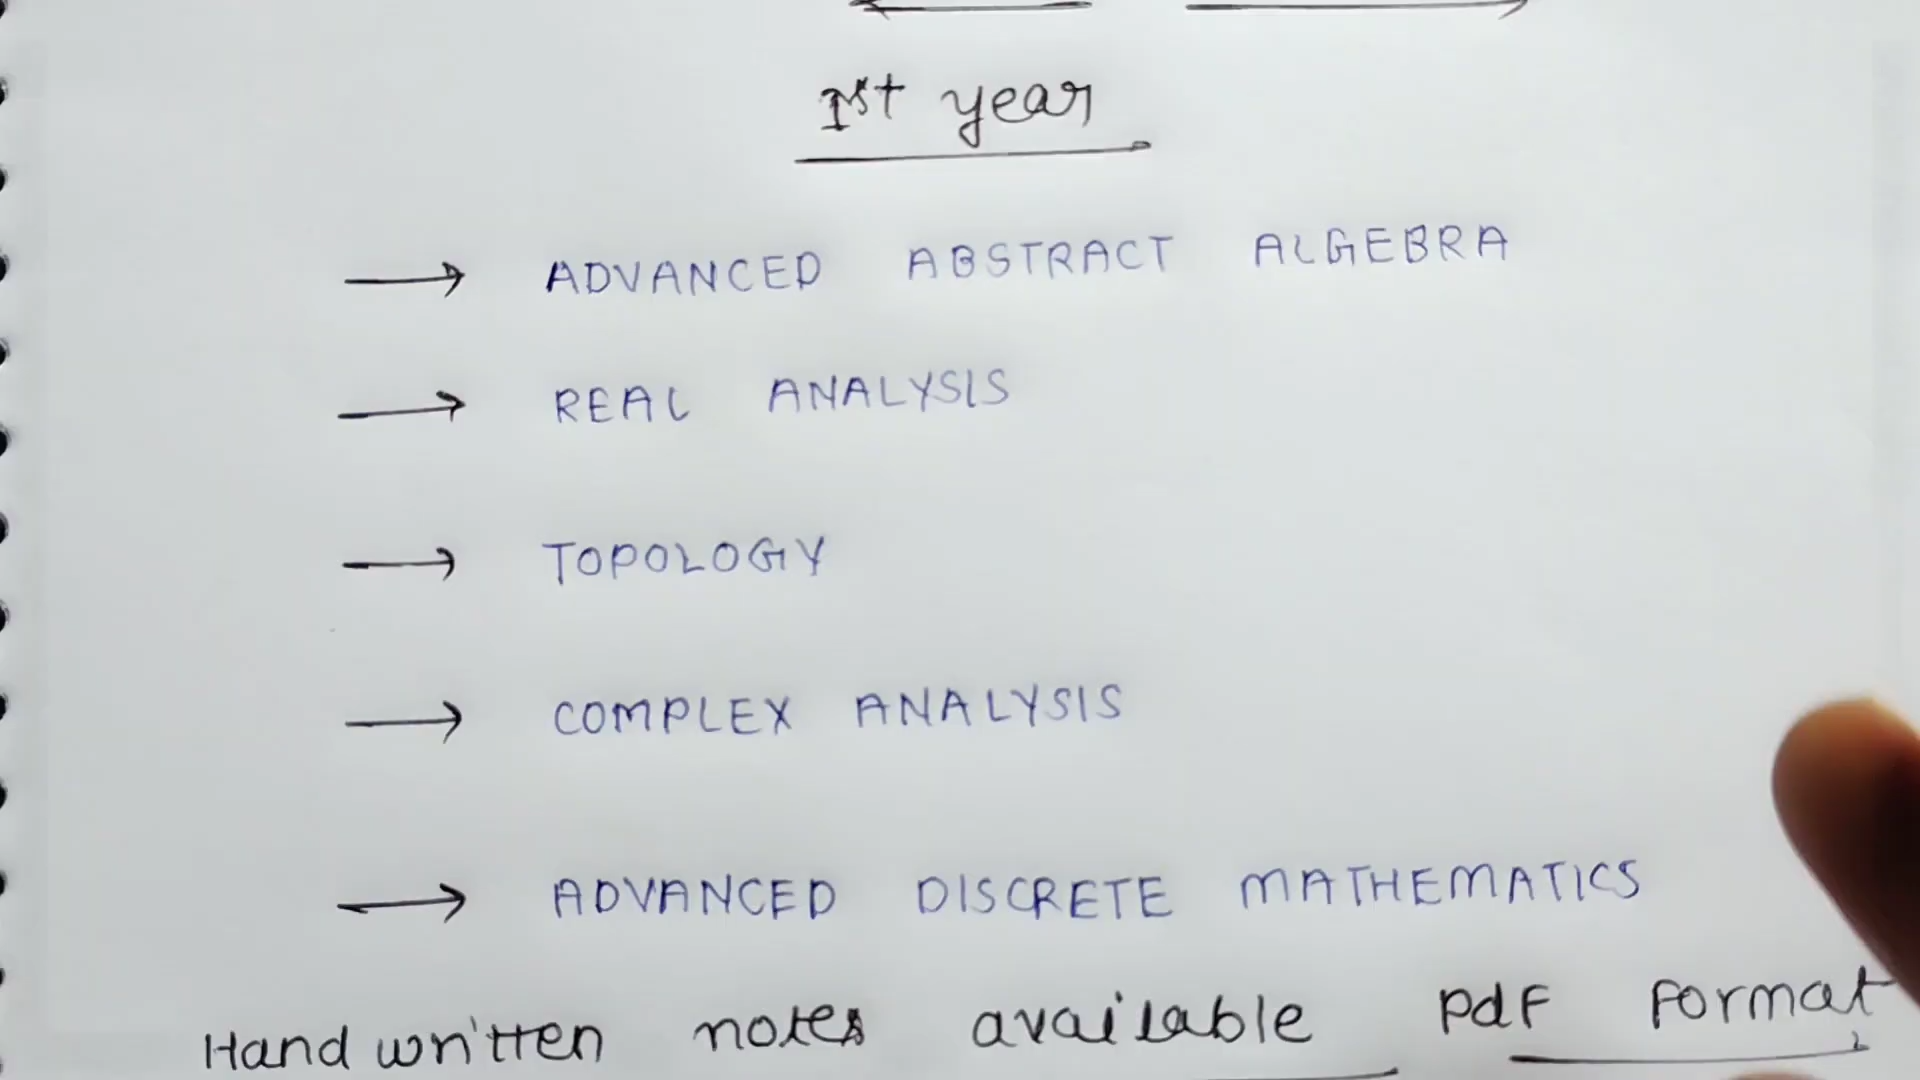 1st year
→ ADVANCED ABSTRACT ALGEBRA
→ REAL ANALYSIS
→ TOPOLOGY
→ COMPLEX ANALYSIS
→ ADVANCED DISCRETE MATHEMATICS
Hand written notes available pdf format